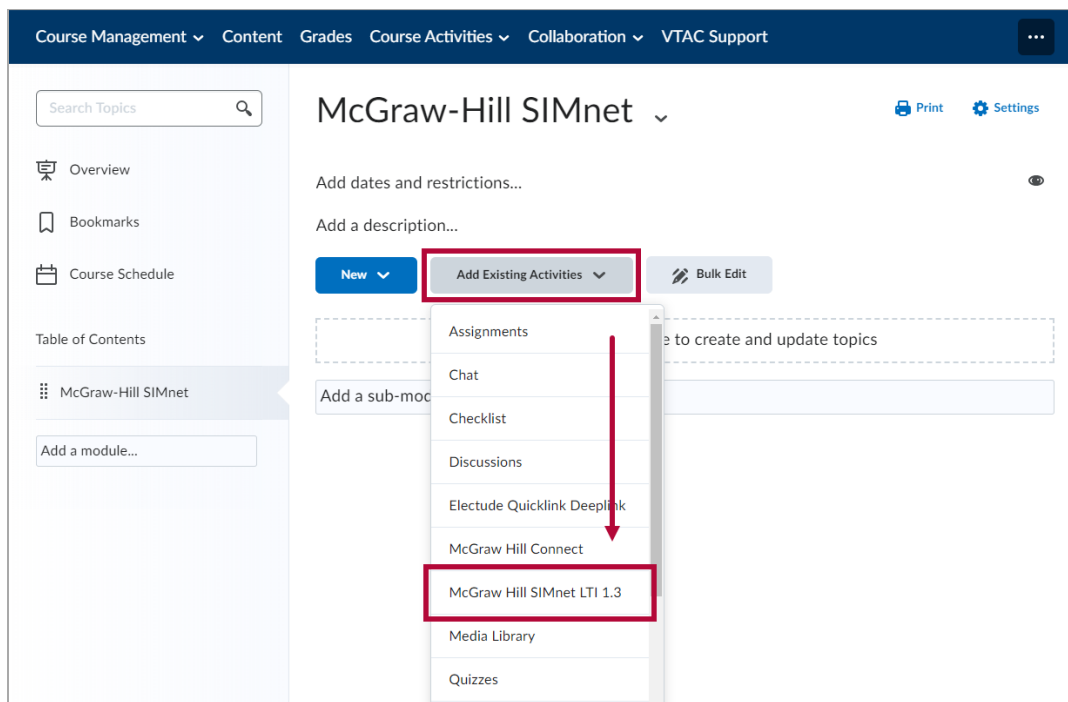 Course Management Content Grades Course Activities Collaboration VTAC Support
Search Topics
Overview
Bookmarks
Course Schedule
Table of Contents
McGraw-Hill SIMnet
Add a module...
McGraw-Hill SIMnet
Print Settings
Add dates and restrictions...
Add a description...
New Add Existing Activities Bulk Edit
e to create and update topics
Add a sub-mod
Assignments
Chat
Checklist
Discussions
Electude Quicklink Deeplink
McGraw Hill Connect
McGraw Hill SIMnet LTI 1.3
Media Library
Quizzes